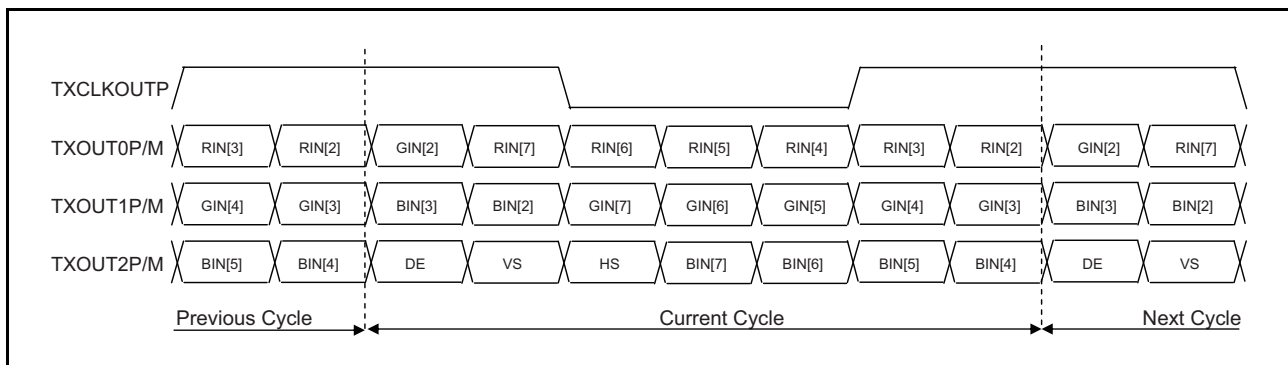 TXCLKOUTP
TXOUT0P/M RIN[3] RIN[2] GIN[2] RIN[7] RIN[6] RIN[5] RIN[4] RIN[3] RIN[2] GIN[2] RIN[7]
TXOUT1P/M GIN[4] GIN[3] BIN[3] BIN[2] GIN[7] GIN[6] GIN[5] GIN[4] GIN[3] BIN[3] BIN[2]
TXOUT2P/M BIN[5] BIN[4] DE VS HS BIN[7] BIN[6] BIN[5] BIN[4] DE VS
Previous Cycle Current Cycle Next Cycle